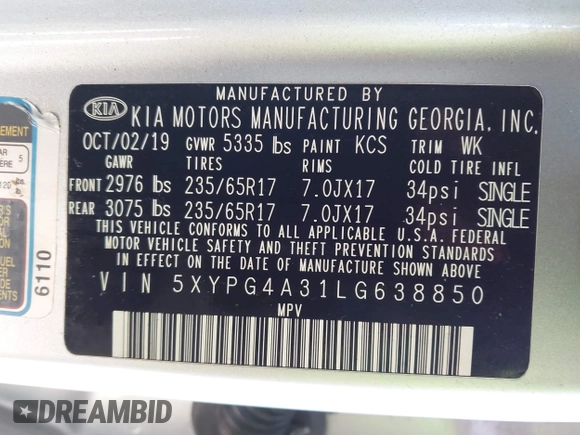 MANUFACTURED BY
KIA KIA MOTORS MANUFACTURING GEORGIA, INC.
OCT/02/19 GVWR 5335 lbs PAINT KCS TRIM WK
GAWR TIRES RIMS COLD TIRE INFL
FRONT 2976 lbs 235/65R17 7.0JX17 34psi SINGLE
REAR 3075 lbs 235/65R17 7.0JX17 34psi SINGLE
THIS VEHICLE CONFORMS TO ALL APPLICABLE U.S.A. FEDERAL
MOTOR VEHICLE SAFETY AND THEFT PREVENTION STANDARDS
IN EFFECT ON THE DATE OF MANUFACTURE SHOWN ABOVE.
VIN 5XYPG4A31LG638850
MPV
6110
DREAMBID